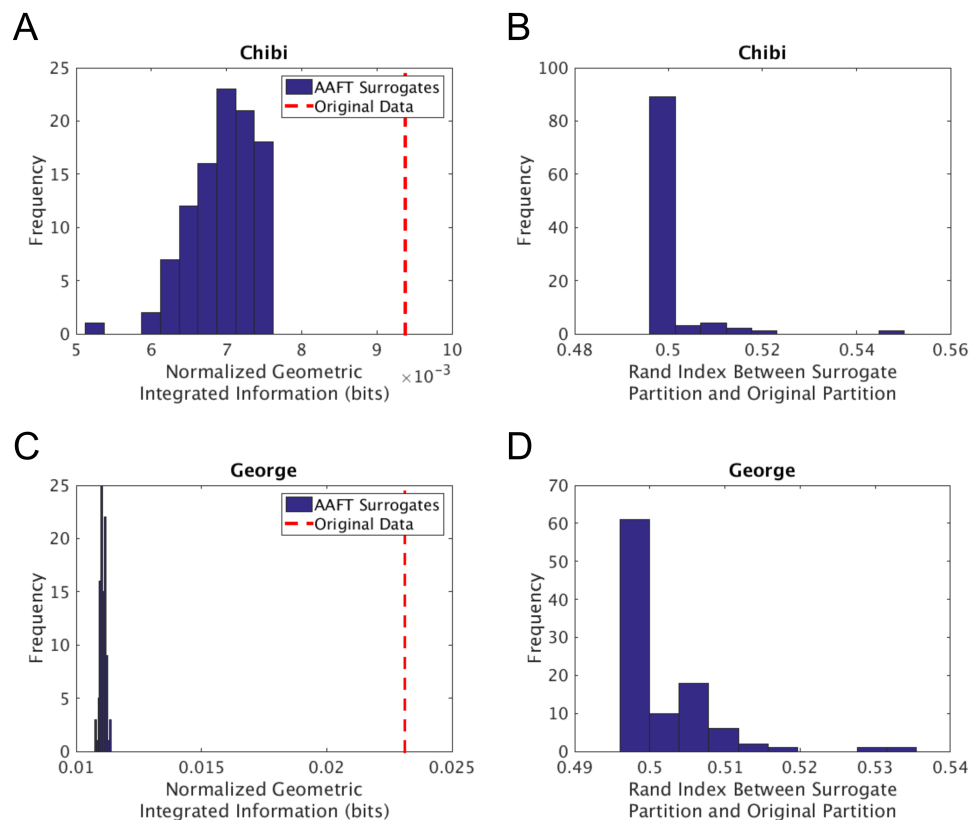 A
Chibi
25
20
15
10
5
0
Frequency
AAFT Surrogates
Original Data
5 6 7 8 9 10
×10⁻³
Normalized Geometric
Integrated Information (bits)
B
Chibi
100
80
60
40
20
0
Frequency
0.48 0.5 0.52 0.54 0.56
Rand Index Between Surrogate
Partition and Original Partition
C
George
25
20
15
10
5
0
Frequency
AAFT Surrogates
Original Data
0.01 0.015 0.02 0.025
Normalized Geometric
Integrated Information (bits)
D
George
70
60
50
40
30
20
10
0
Frequency
0.49 0.5 0.51 0.52 0.53 0.54
Rand Index Between Surrogate
Partition and Original Partition